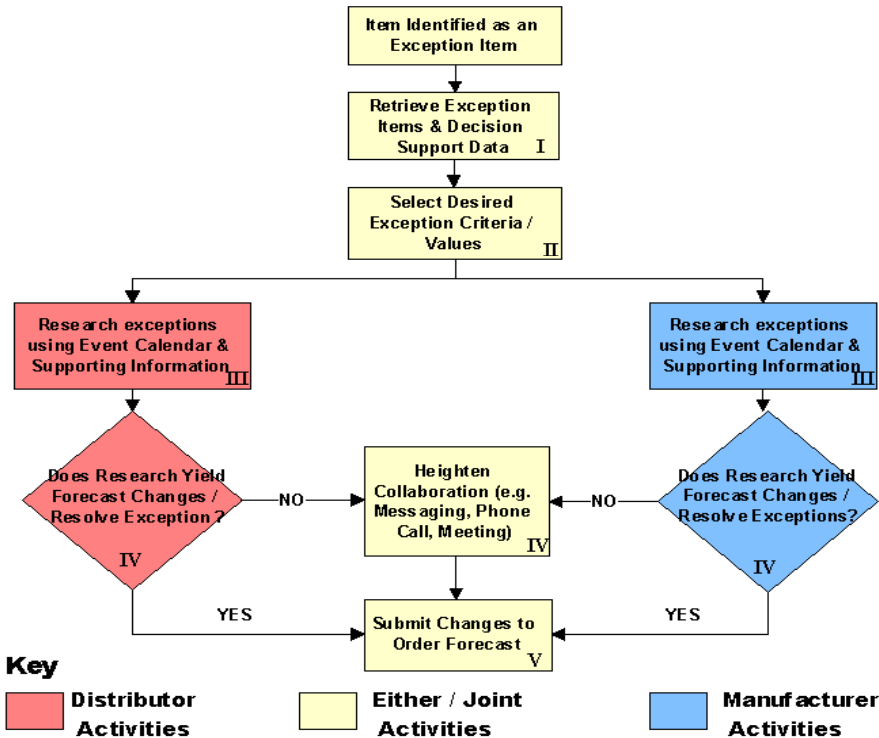 Item Identified as an
Exception Item
Retrieve Exception
Items & Decision
Support Data
I
Select Desired
Exception Criteria /
Values
II
Research exceptions
using Event Calendar &
Supporting Information
III
Research exceptions
using Event Calendar &
Supporting Information
III
Does Research Yield
Forecast Changes /
Resolve Exception ?
IV
NO
Heighten
Collaboration (e.g.
Messaging, Phone
Call, Meeting)
IV
NO
Does Research Yield
Forecast Changes /
Resolve Exceptions?
IV
YES
Submit Changes to
Order Forecast
V
YES
Key
Distributor
Activities
Either / Joint
Activities
Manufacturer
Activities